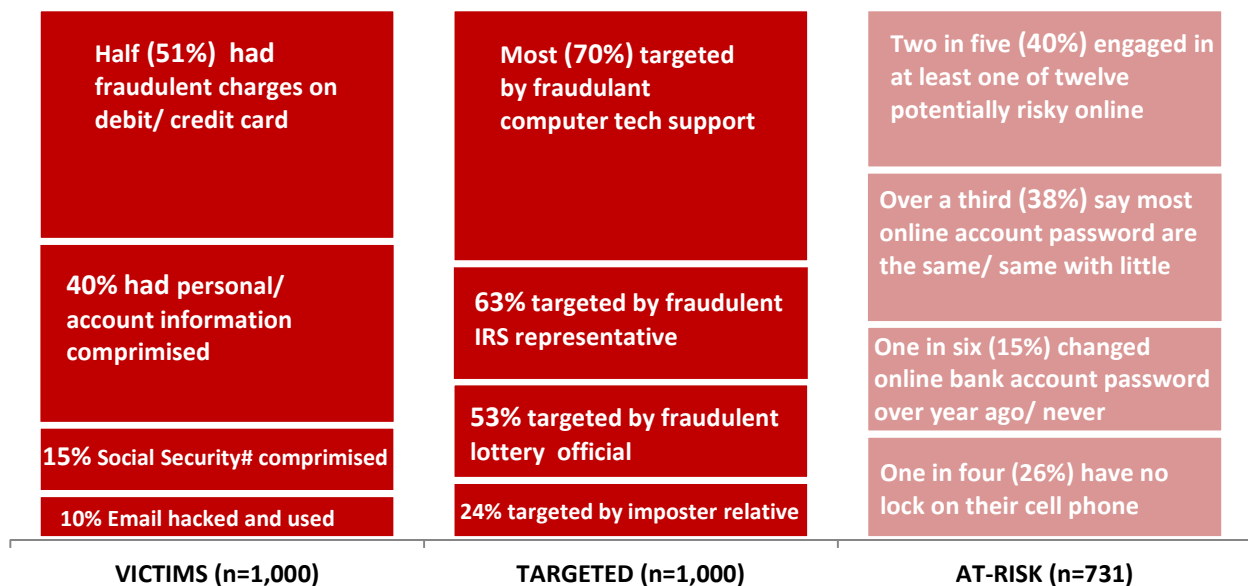 Half (51%) had
fraudulent charges on
debit/ credit card
40% had personal/
account information
comprimised
15% Social Security# comprimised
10% Email hacked and used
VICTIMS (n=1,000)
Most (70%) targeted
by fraudulant
computer tech support
63% targeted by fraudulent
IRS representative
53% targeted by fraudulent
lottery official
24% targeted by imposter relative
TARGETED (n=1,000)
Two in five (40%) engaged in
at least one of twelve
potentially risky online
Over a third (38%) say most
online account password are
the same/ same with little
One in six (15%) changed
online bank account password
over year ago/ never
One in four (26%) have no
lock on their cell phone
AT-RISK (n=731)